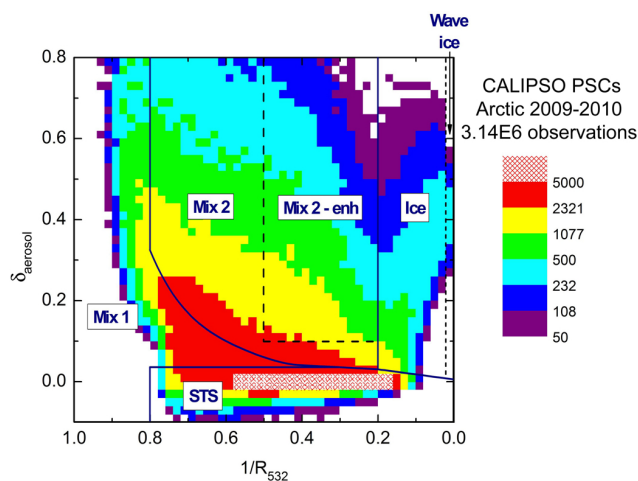 Wave
ice
0.8
0.6
0.4
0.2
0.0
δaerosol
Mix 2
Mix 2 - enh
Ice
Mix 1
STS
1.0
0.8
0.6
0.4
0.2
0.0
1/R532
CALIPSO PSCs
Arctic 2009-2010
3.14E6 observations
5000
2321
1077
500
232
108
50